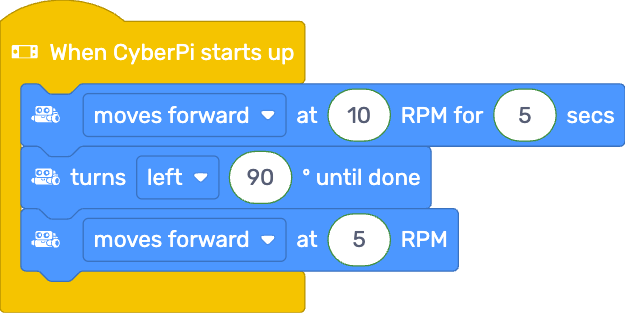 When CyberPi starts up
moves forward at 10 RPM for 5 secs
turns left 90 ° until done
moves forward at 5 RPM